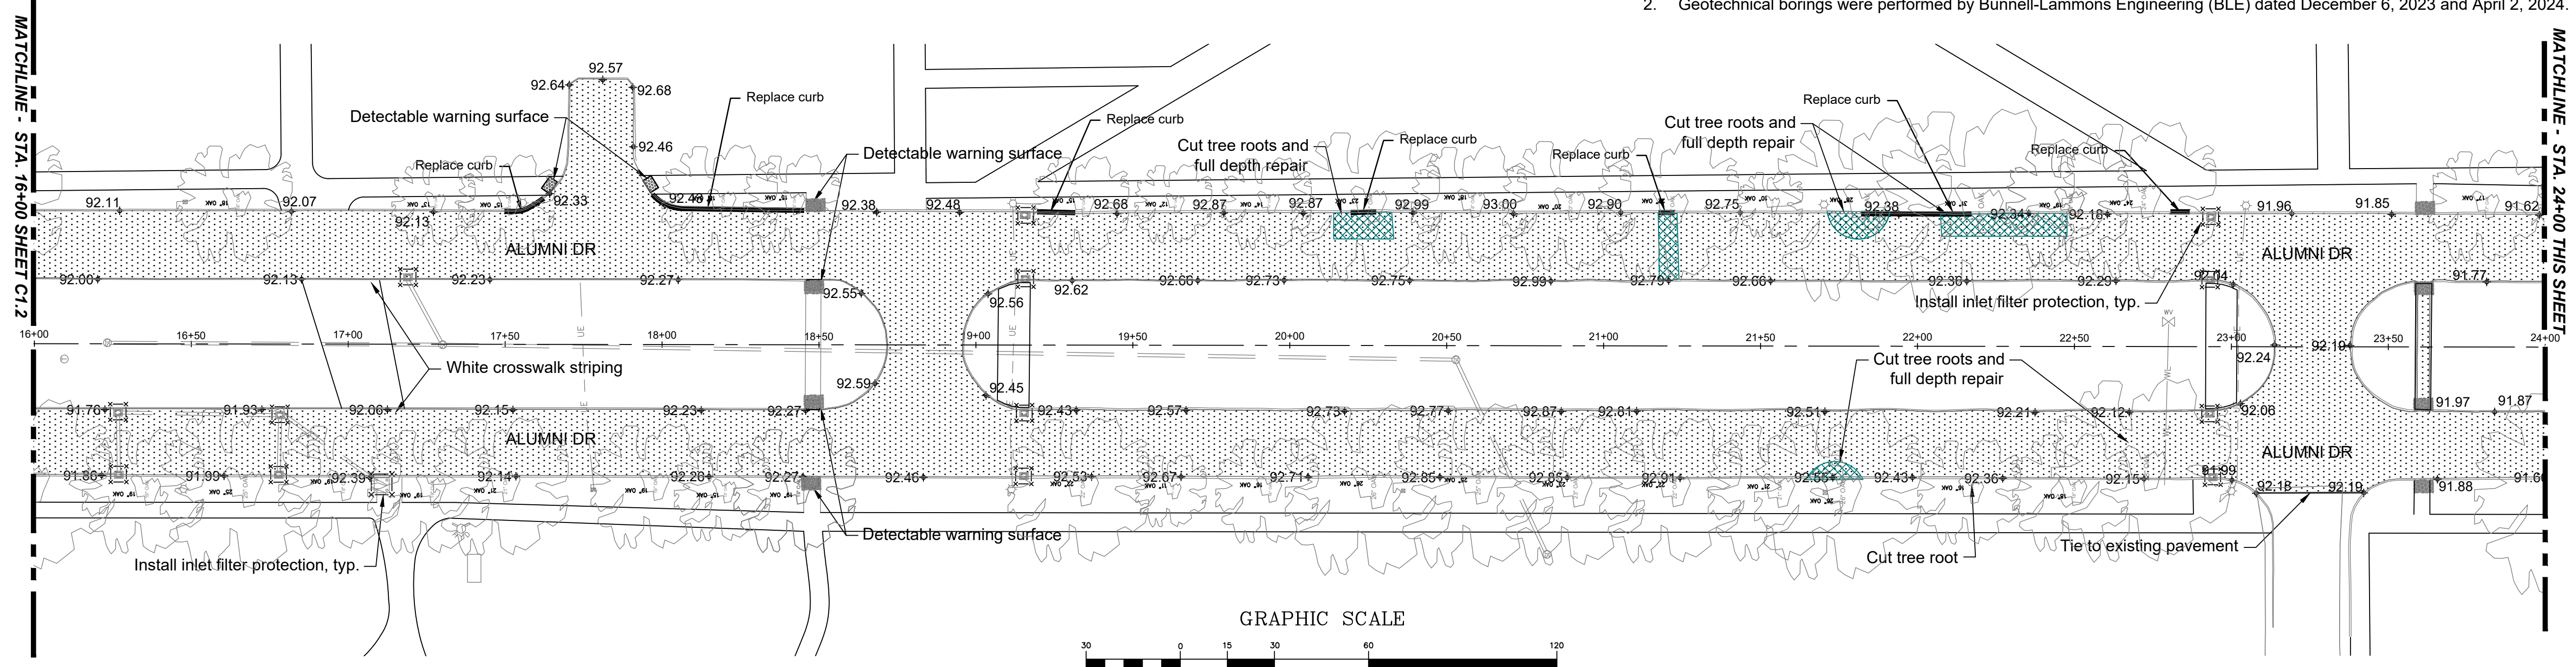 2. Geotechnical borings were performed by Bunnell-Lammons Engineering (BLE) dated December 6, 2023 and April 2, 2024.
MATCHLINE - STA. 16+00 SHEET C1.2
MATCHLINE - STA. 24+00 THIS SHEET
92.57
92.64
92.68
92.46
Detectable warning surface
Replace curb
Replace curb
Replace curb
Detectable warning surface
Cut tree roots and
full depth repair
Replace curb
Replace curb
Cut tree roots and
full depth repair
Replace curb
Replace curb
92.11
92.07
92.13
92.33
92.38
92.48
92.68
92.87
92.87
92.99
93.00
92.90
92.75
92.38
92.34
92.18
91.96
91.85
91.62
ALUMNI DR
ALUMNI DR
92.13
92.23
92.27
92.55
92.56
92.62
92.66
92.73
92.75
92.99
92.79
92.66
92.36
92.29
91.77
Install inlet filter protection, typ.
16+00
16+50
17+00
17+50
18+00
18+50
19+00
19+50
20+00
20+50
21+00
21+50
22+00
22+50
23+00
23+50
24+00
UE
UE
WV
WL
92.24
92.19
White crosswalk striping
Cut tree roots and
full depth repair
92.59
92.45
91.76
91.93
92.06
92.15
92.23
92.27
92.43
92.57
92.73
92.77
92.87
92.81
92.51
92.21
92.12
92.06
91.97
91.87
ALUMNI DR
ALUMNI DR
91.86
91.99
92.39
92.14
92.27
92.46
92.53
92.67
92.71
92.85
92.85
92.91
92.55
92.43
92.36
92.15
91.99
92.18
92.19
91.88
Detectable warning surface
Install inlet filter protection, typ.
Cut tree root
Tie to existing pavement
GRAPHIC SCALE
30 0 15 30 60 120